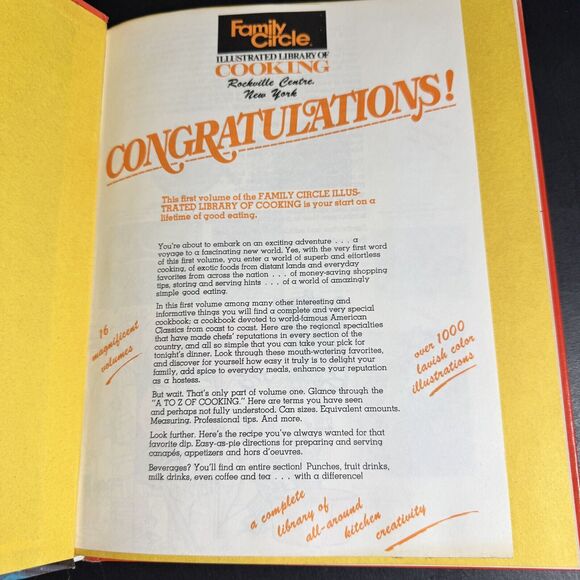 Family
Circle
ILLUSTRATED LIBRARY OF
COOKING
Rockville Centre,
New York
CONGRATULATIONS!
This first volume of the FAMILY CIRCLE ILLUS-
TRATED LIBRARY OF COOKING is your start on a
lifetime of good eating.
You're about to embark on an exciting adventure . . . a
voyage to a fascinating new world. Yes, with the very first word
of this first volume, you enter a world of superb and effortless
cooking, of exotic foods from distant lands and everyday
favorites from across the nation . . . of money-saving shopping
tips, storing and serving hints . . . of a world of amazingly
simple good eating.
In this first volume among many other interesting and
informative things you will find a complete and very special
cookbook; a cookbook devoted to world-famous American
Classics from coast to coast. Here are the regional specialties
that have made chefs' reputations in every section of the
country, and all so simple that you can take your pick for
tonight's dinner. Look through these mouth-watering favorites,
and discover for yourself how easy it truly is to delight your
family, add spice to everyday meals, enhance your reputation
as a hostess.
16
magnificent
volumes
over 1000
lavish color
illustrations
But wait. That's only part of volume one. Glance through the
"A TO Z OF COOKING." Here are terms you have seen
and perhaps not fully understood. Can sizes. Equivalent amounts.
Measuring. Professional tips. And more.
Look further. Here's the recipe you've always wanted for that
favorite dip. Easy-as-pie directions for preparing and serving
canapés, appetizers and hors d'oeuvres.
Beverages? You'll find an entire section! Punches, fruit drinks,
milk drinks, even coffee and tea . . . with a difference!
a complete
library of
all-around
kitchen
creativity